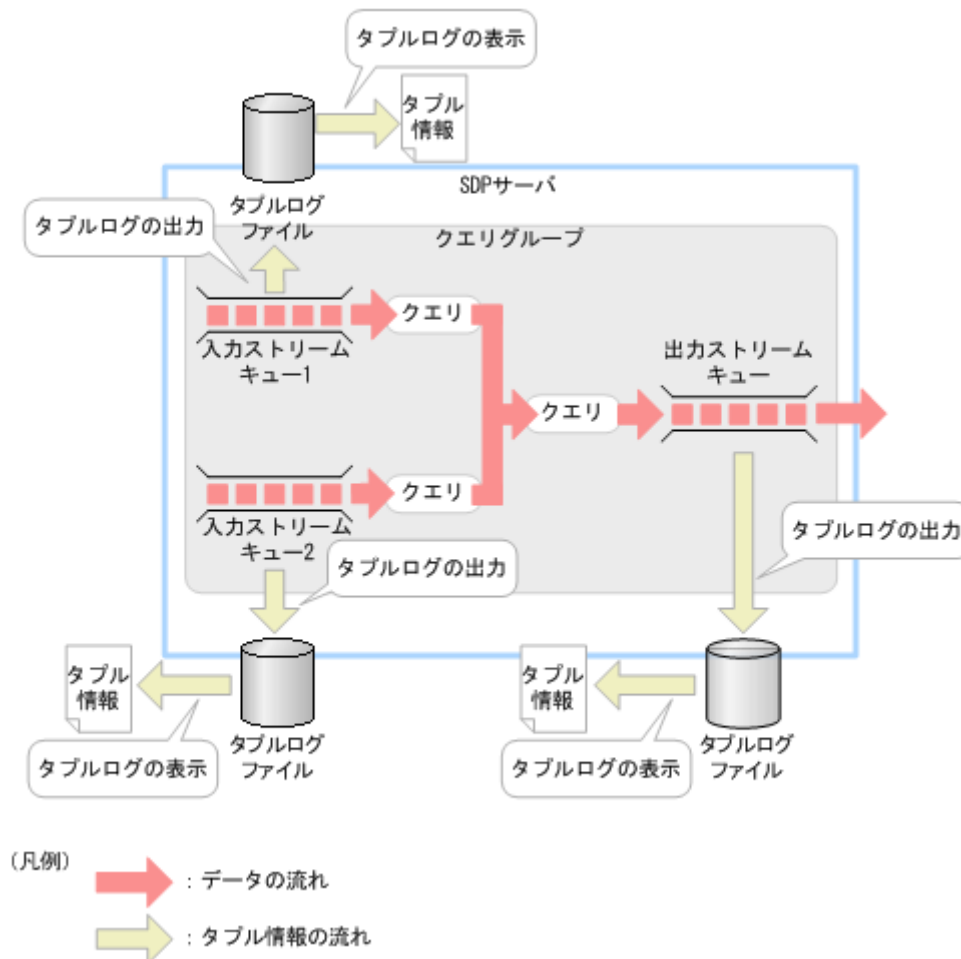 タプルログの表示
タプル
情報
SDPサーバ
タプルログ
ファイル
タプルログの出力
クエリグループ
クエリ
入力ストリーム
キュー1
出力ストリーム
キュー
クエリ
クエリ
入力ストリーム
キュー2
タプルログの出力
タプルログの出力
タプル
情報
タプル
情報
タプルログ
ファイル
タプルログの表示
タプルログ
ファイル
タプルログの表示
(凡例)
：データの流れ
：タプル情報の流れ